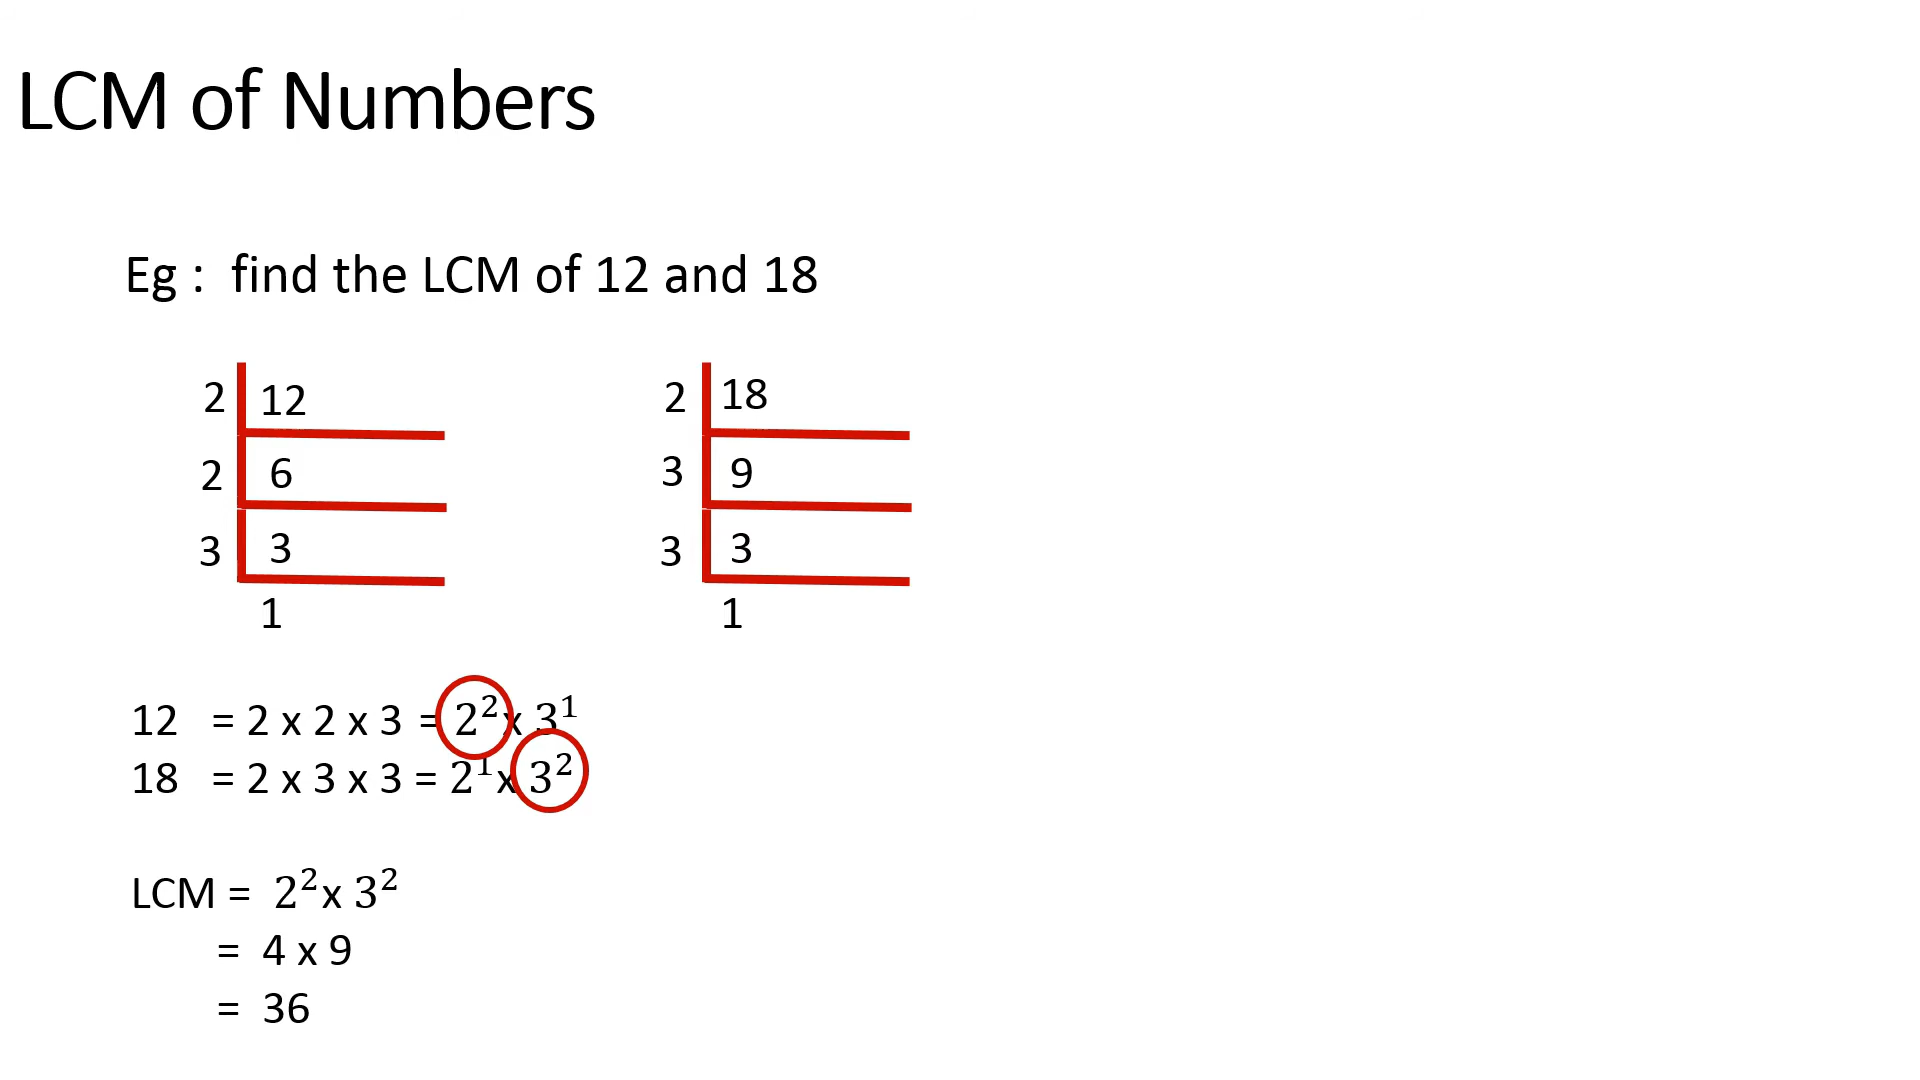 LCM of Numbers
Eg : find the LCM of 12 and 18
2 12
2 6
3 3
1
2 18
3 9
3 3
1
12 = 2 x 2 x 3 = 2² x 3¹
18 = 2 x 3 x 3 = 2¹ x 3²
LCM = 2² x 3²
= 4 x 9
= 36